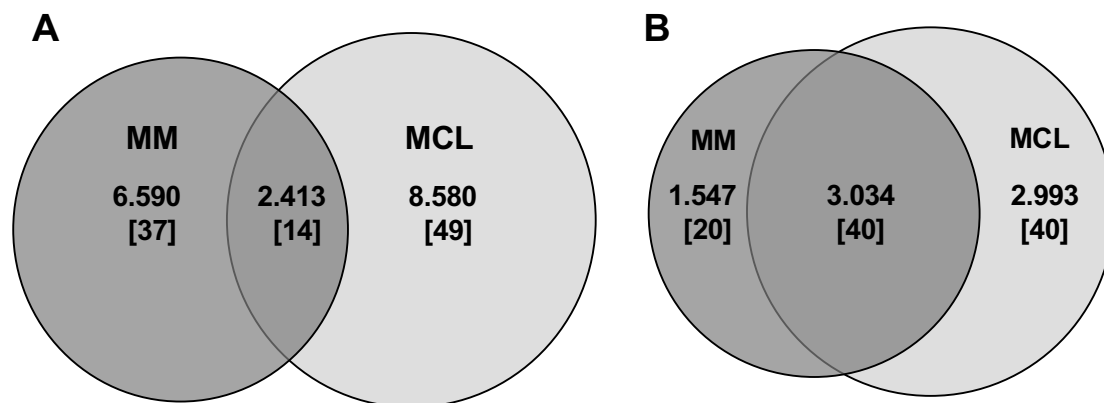 A
MM
MCL
6.590
2.413
8.580
[37]
[14]
[49]
B
MM
MCL
1.547
3.034
2.993
[20]
[40]
[40]